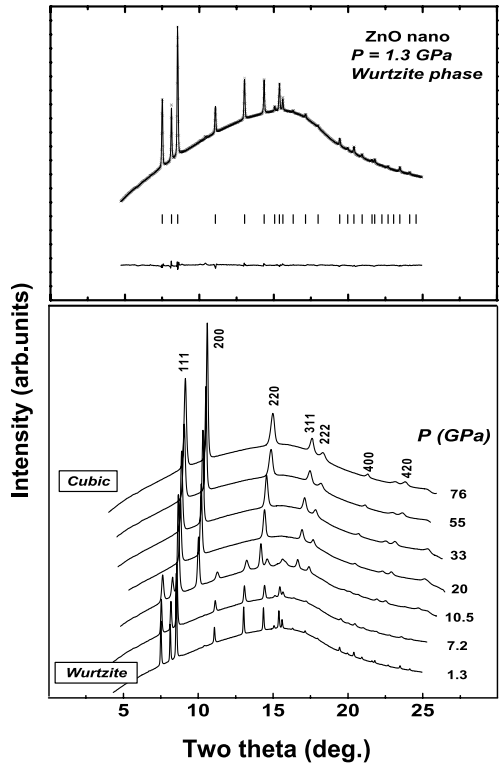 ZnO nano
P = 1.3 GPa
Wurtzite phase
Intensity (arb.units)
111
200
220
311
222
400
420
P (GPa)
Cubic
76
55
33
20
10.5
7.2
Wurtzite
1.3
5 10 15 20 25
Two theta (deg.)